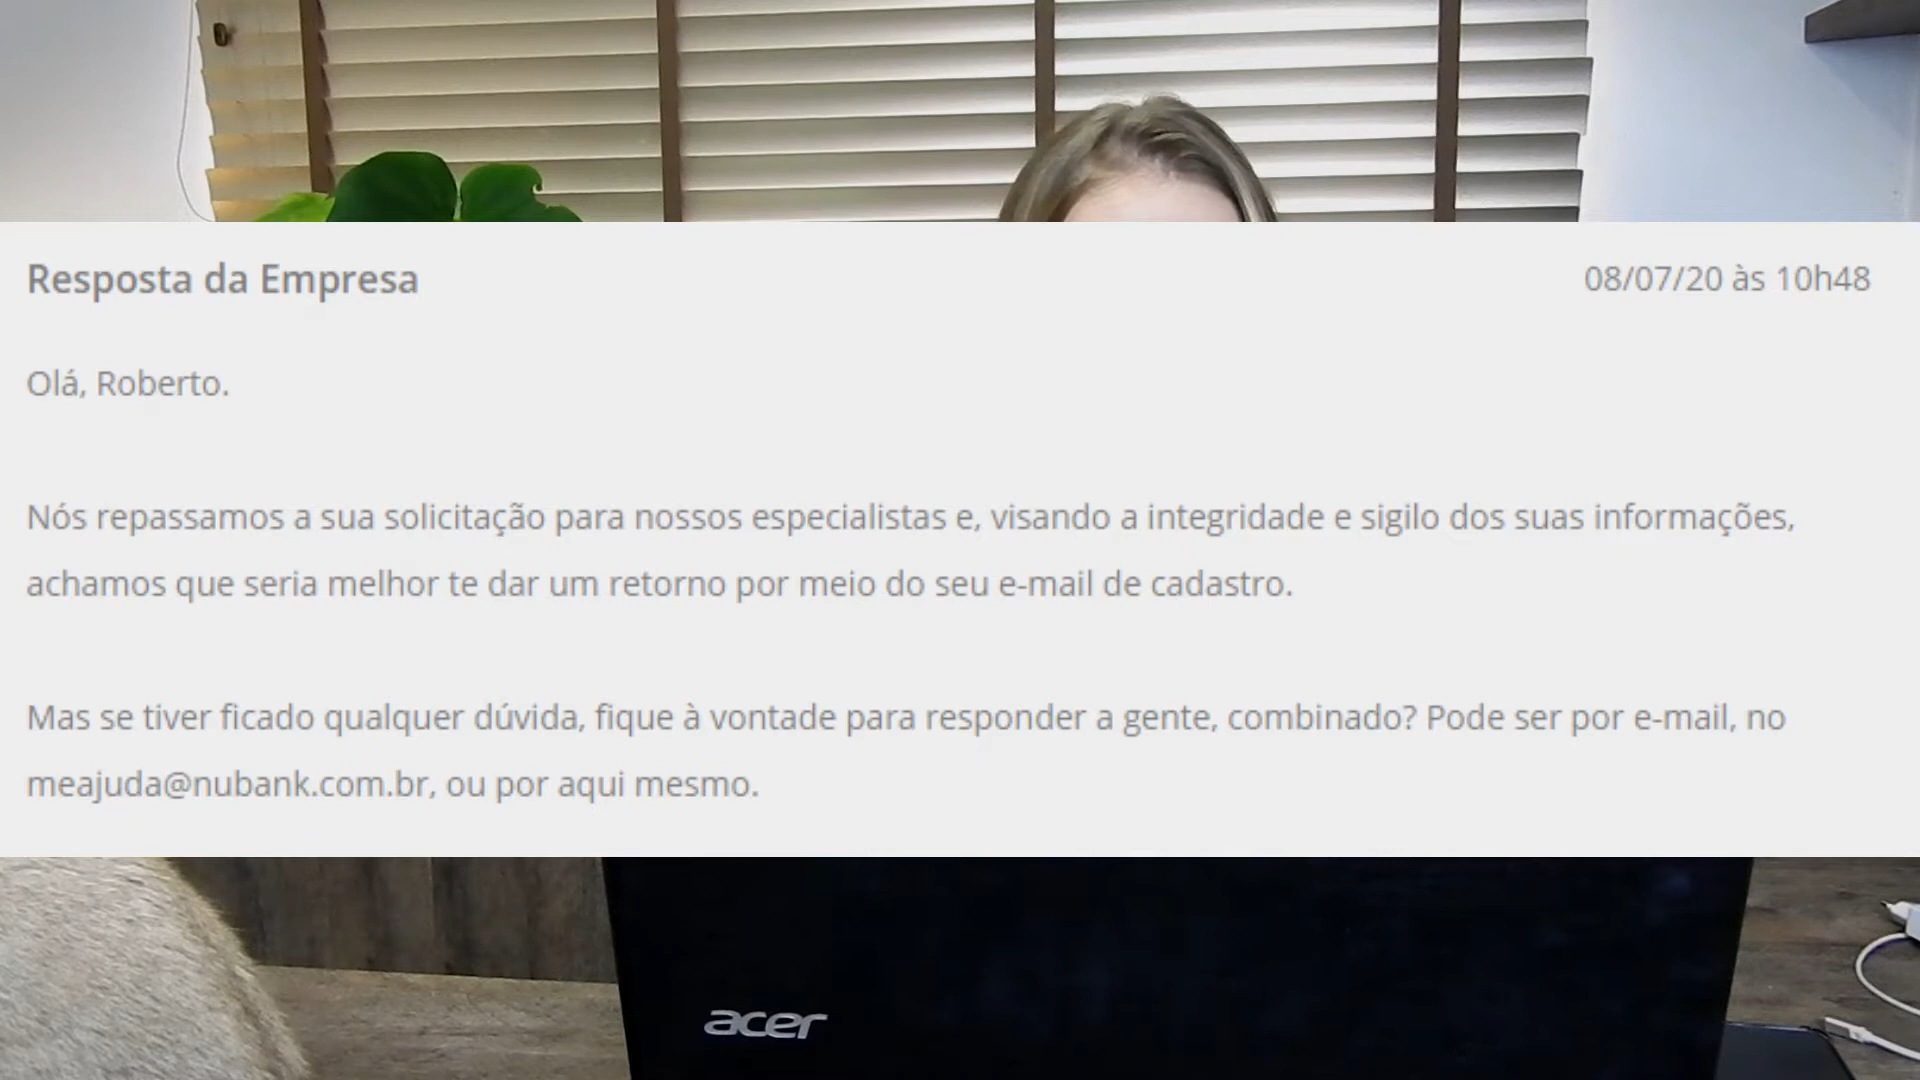 Resposta da Empresa
08/07/20 às 10h48
Olá, Roberto.
Nós repassamos a sua solicitação para nossos especialistas e, visando a integridade e sigilo dos suas informações,
achamos que seria melhor te dar um retorno por meio do seu e-mail de cadastro.
Mas se tiver ficado qualquer dúvida, fique à vontade para responder a gente, combinado? Pode ser por e-mail, no
meajuda@nubank.com.br, ou por aqui mesmo.
acer